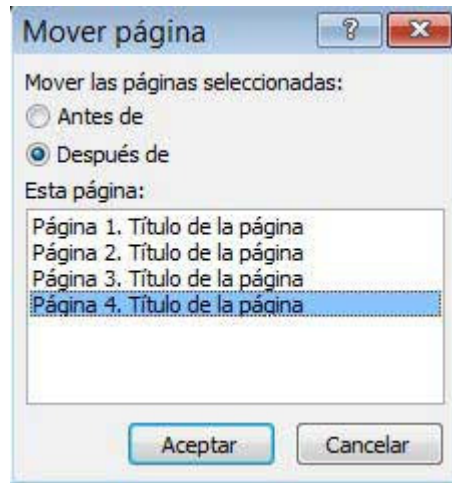 Mover página
?
Mover las páginas seleccionadas:
Antes de
Después de
Esta página:
Página 1. Título de la página
Página 2. Título de la página
Página 3. Título de la página
Página 4. Título de la página
Aceptar
Cancelar